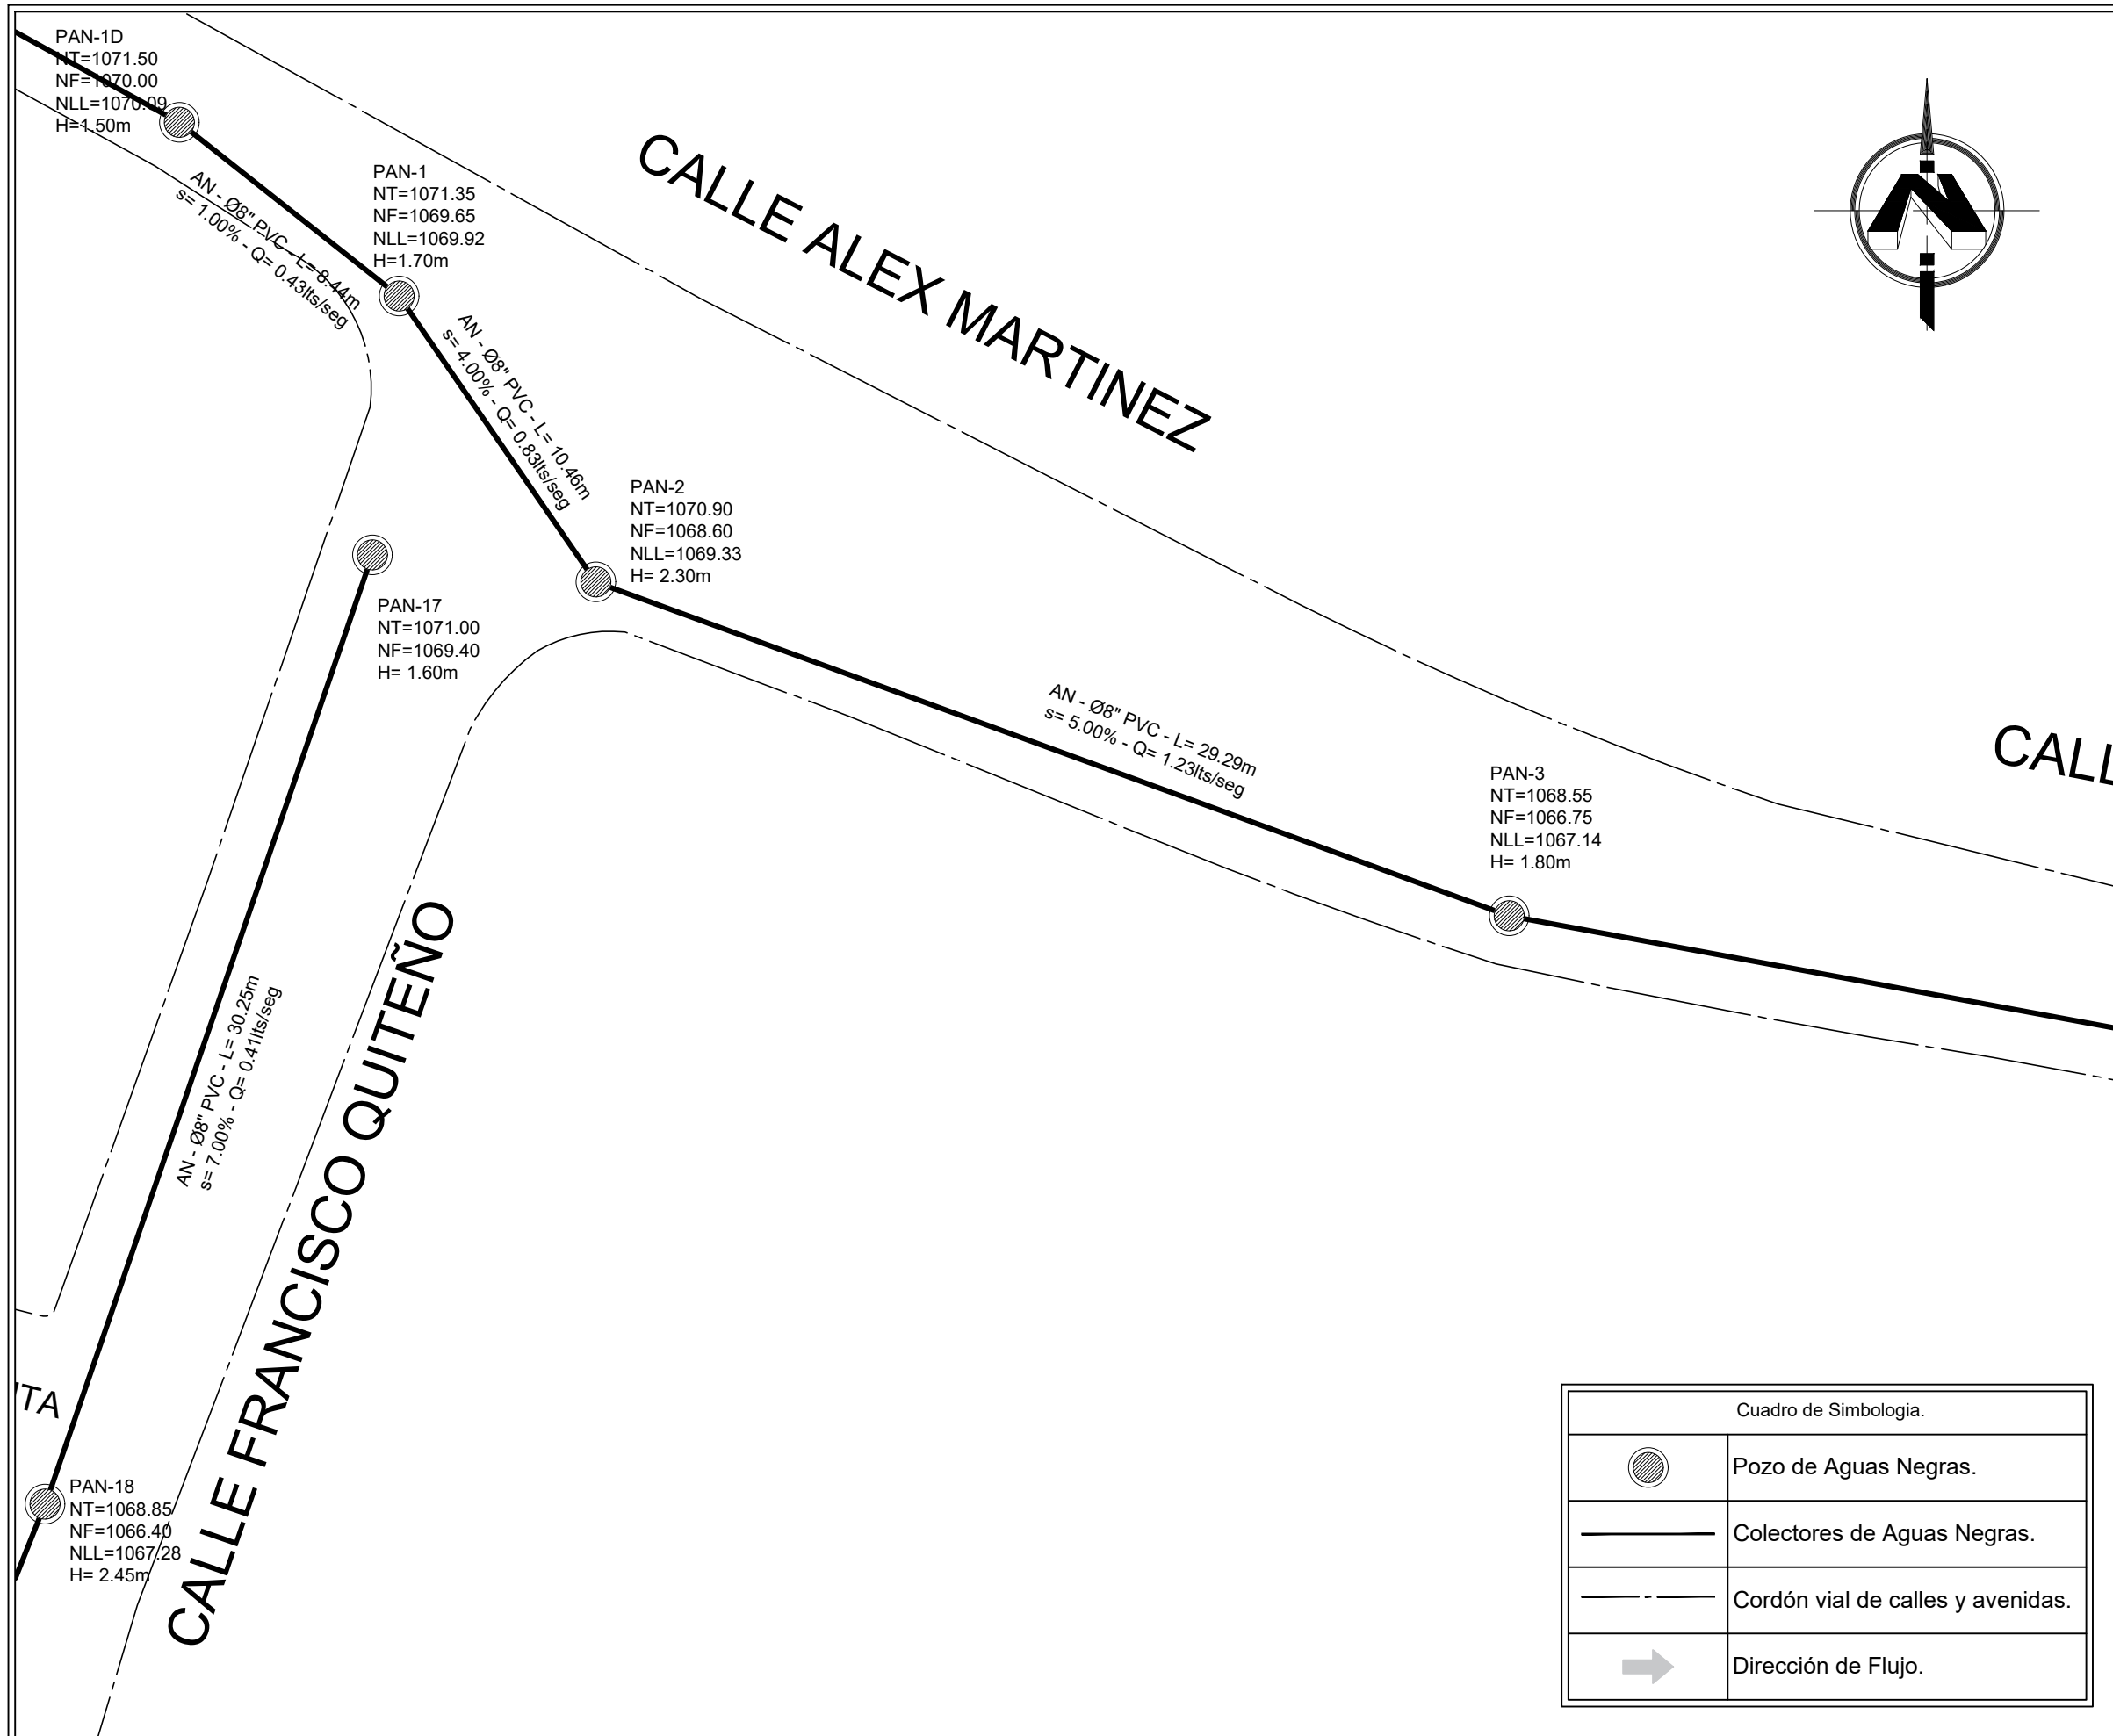 PAN-1D
NT=1071.50
NF=1070.00
NLL=1070.09
H=1.50m
AN - Ø8" PVC - L= 8.44m
s= 1.00% - Q= 0.43lts/seg
PAN-1
NT=1071.35
NF=1069.65
NLL=1069.92
H=1.70m
CALLE ALEX MARTINEZ
AN - Ø8" PVC - L= 10.46m
s= 4.00% - Q= 0.83lts/seg
PAN-2
NT=1070.90
NF=1068.60
NLL=1069.33
H= 2.30m
PAN-17
NT=1071.00
NF=1069.40
H= 1.60m
AN - Ø8" PVC - L= 29.29m
s= 5.00% - Q= 1.23lts/seg
CALL
PAN-3
NT=1068.55
NF=1066.75
NLL=1067.14
H= 1.80m
AN - Ø8" PVC - L= 30.25m
s= 7.00% - Q= 0.41lts/seg
CALLE FRANCISCO QUITEÑO
ITA
PAN-18
NT=1068.85
NF=1066.40
NLL=1067.28
H= 2.45m
Cuadro de Simbologia.
Pozo de Aguas Negras.
Colectores de Aguas Negras.
Cordón vial de calles y avenidas.
Dirección de Flujo.